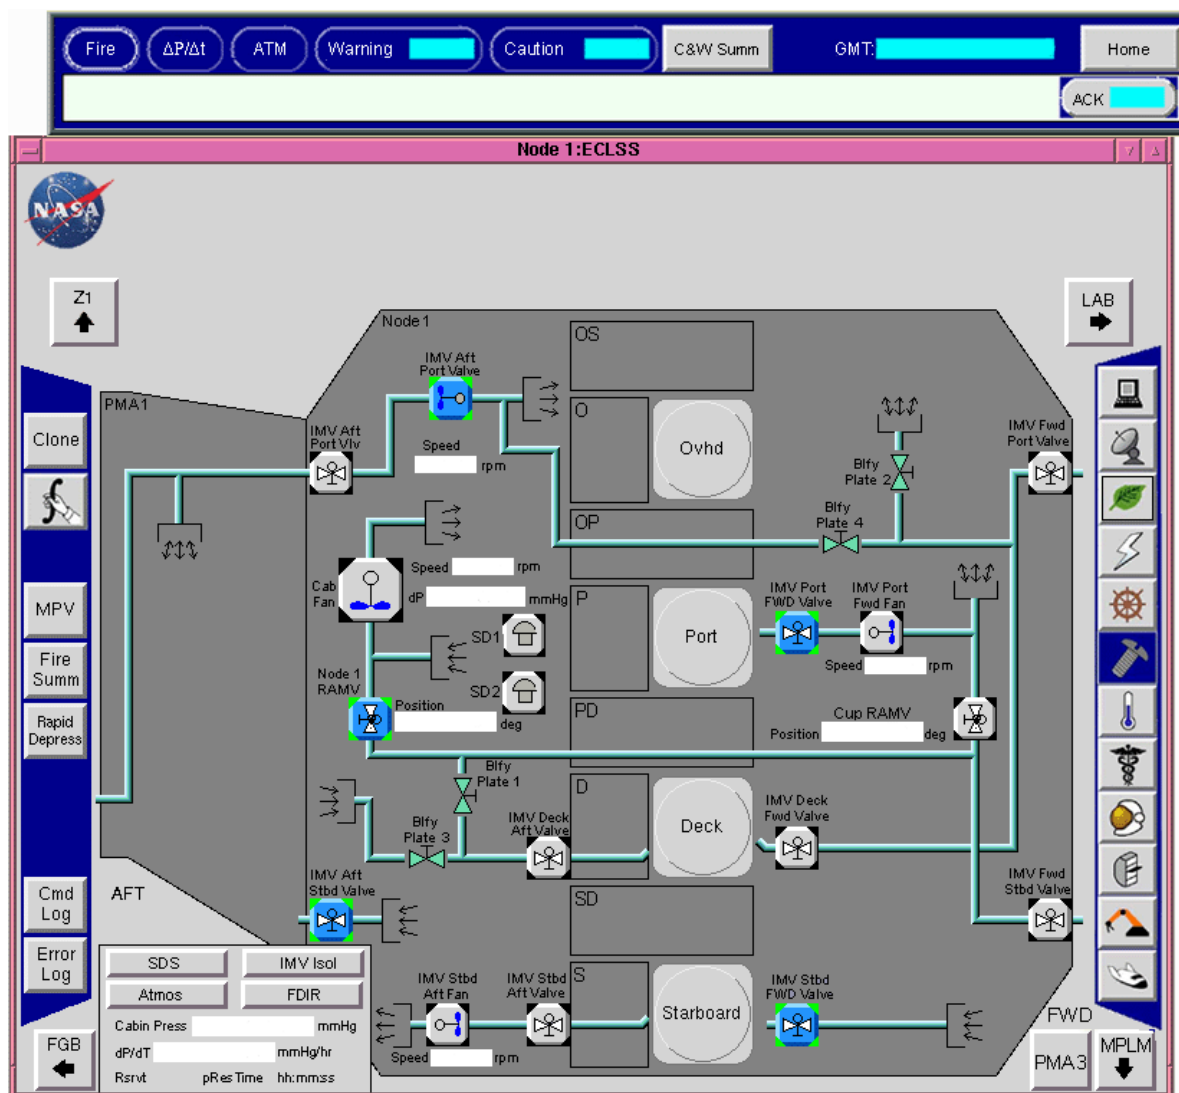 Fire
ΔP/Δt
ATM
Warning
Caution
C&W Summ
GMT:
Home
ACK
Node 1:ECLSS
NASA
Z1
LAB
Node 1
OS
IMV Aft
Port Valve
PMA1
O
Ovhd
IMV Aft
Port Vlv
IMV Fwd
Port Valve
Clone
Speed
rpm
Blfy
Plate 2
OP
Blfy
Plate 4
Cab
Fan
Speed
rpm
dP
mmHg
P
Port
IMV Port
FWD Valve
IMV Port
Fwd Fan
Speed
rpm
MPV
SD1
Fire
Summ
SD2
Node 1
RAMV
Position
deg
PD
Cup RAMV
Position
deg
Rapid
Depress
Blfy
Plate 1
D
Deck
IMV Deck
Fwd Valve
Blfy
Plate 3
IMV Deck
Aft Valve
AFT
IMV Aft
Stbd Valve
SD
IMV Fwd
Stbd Valve
Cmd
Log
Error
Log
SDS
IMV Isol
Atmos
FDIR
Cabin Press
mmHg
dP/dT
mmHg/hr
Rsrvt
pResTime
hh:mm:ss
IMV Stbd
Aft Fan
Speed
rpm
IMV Stbd
Aft Valve
S
Starboard
IMV Stbd
FWD Valve
FWD
FGB
PMA3
MPLM